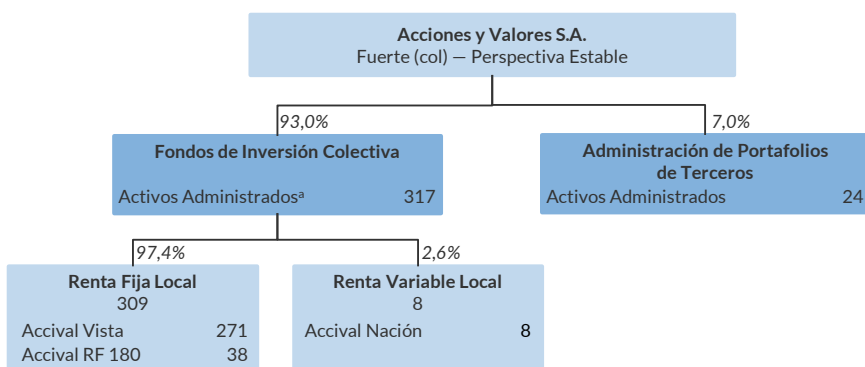 Acciones y Valores S.A.
Fuerte (col) — Perspectiva Estable
93,0%
7,0%
Fondos de Inversión Colectiva
Activos Administradosᵃ 317
Administración de Portafolios
de Terceros
Activos Administrados 24
97,4%
2,6%
Renta Fija Local
309
Accival Vista 271
Accival RF 180 38
Renta Variable Local
8
Accival Nación 8